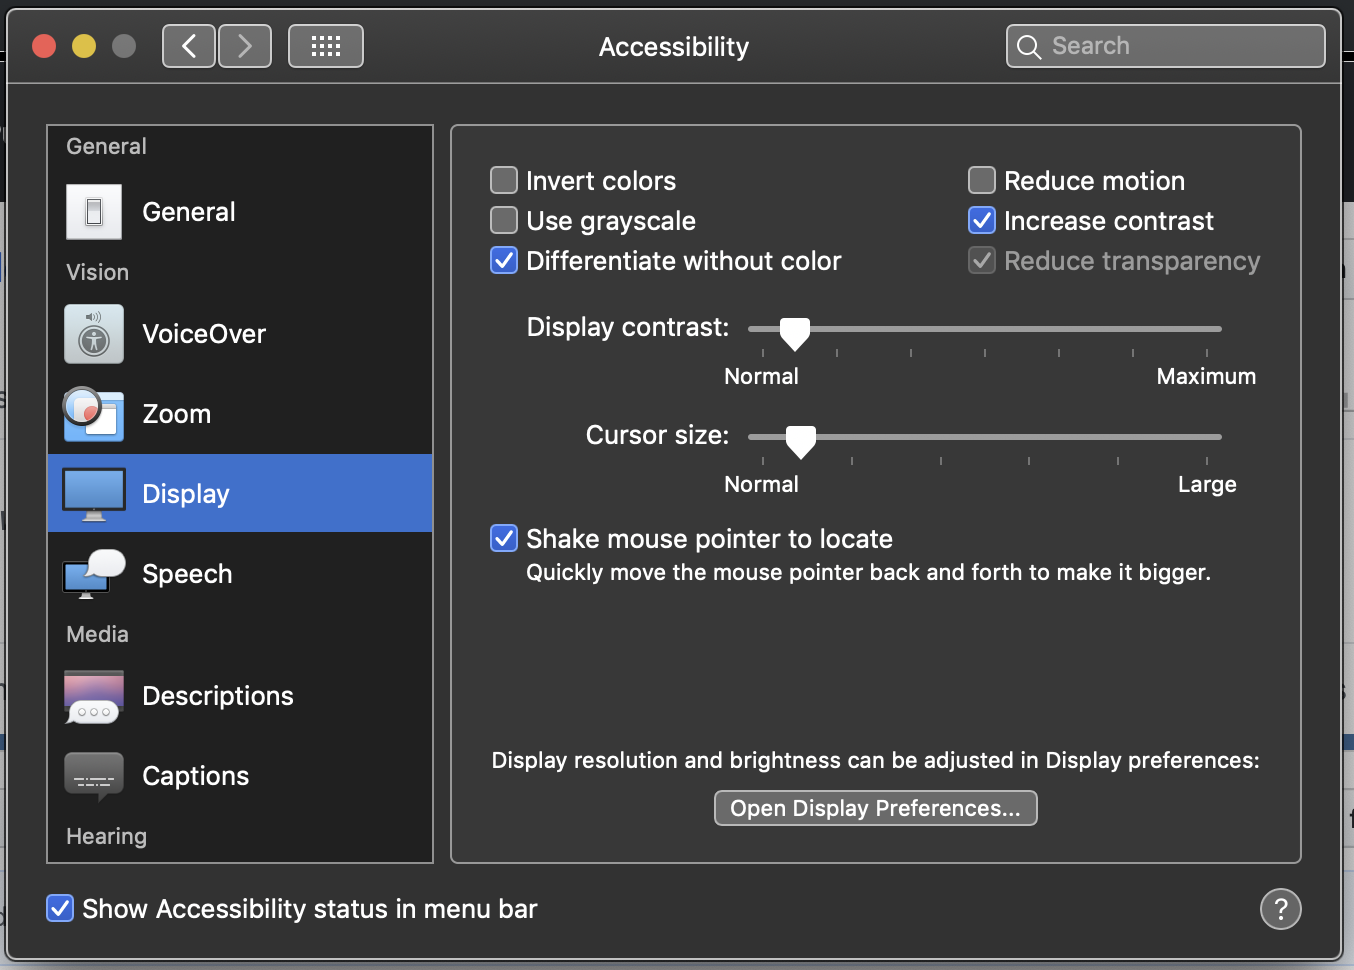 Accessibility
Search
General
General
Vision
VoiceOver
Zoom
Display
Speech
Media
Descriptions
Captions
Hearing
Invert colors
Reduce motion
Use grayscale
Increase contrast
Differentiate without color
Reduce transparency
Display contrast:
Normal
Maximum
Cursor size:
Normal
Large
Shake mouse pointer to locate
Quickly move the mouse pointer back and forth to make it bigger.
Display resolution and brightness can be adjusted in Display preferences:
Open Display Preferences...
Show Accessibility status in menu bar
?